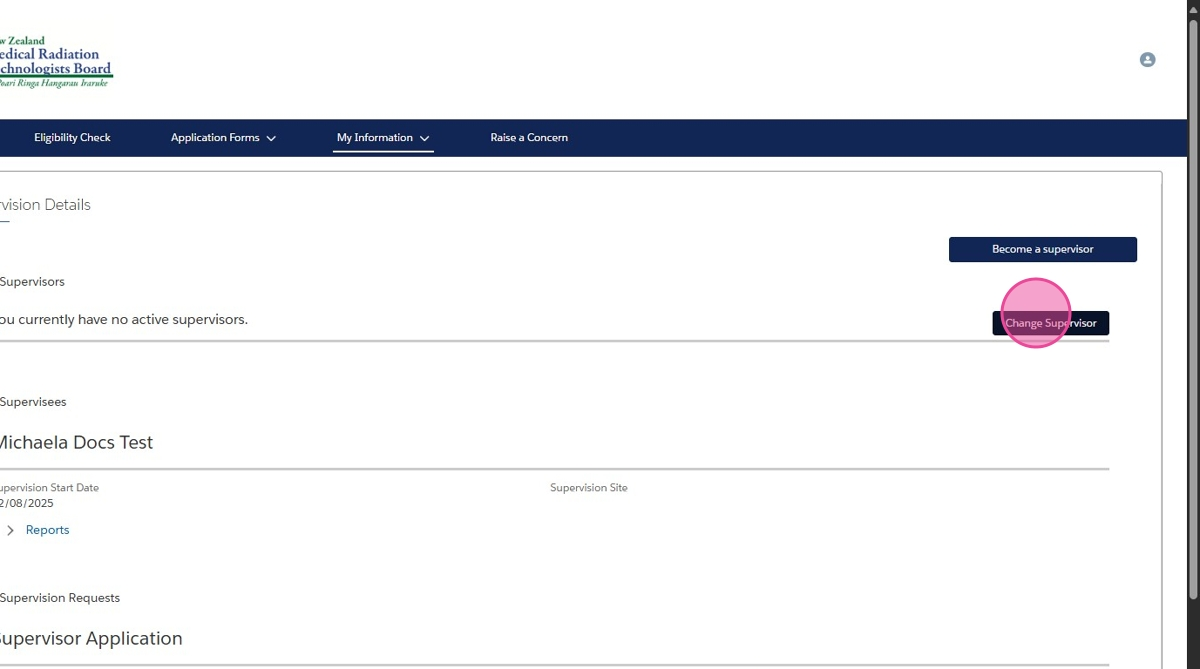 w Zealand
edical Radiation
chnologists Board
Poari Ringa Hangarau Iraruke
Eligibility Check
Application Forms
My Information
Raise a Concern
vision Details
Become a supervisor
Supervisors
ou currently have no active supervisors.
Change Supervisor
Supervisees
Michaela Docs Test
upervision Start Date
Supervision Site
2/08/2025
Reports
Supervision Requests
upervisor Application